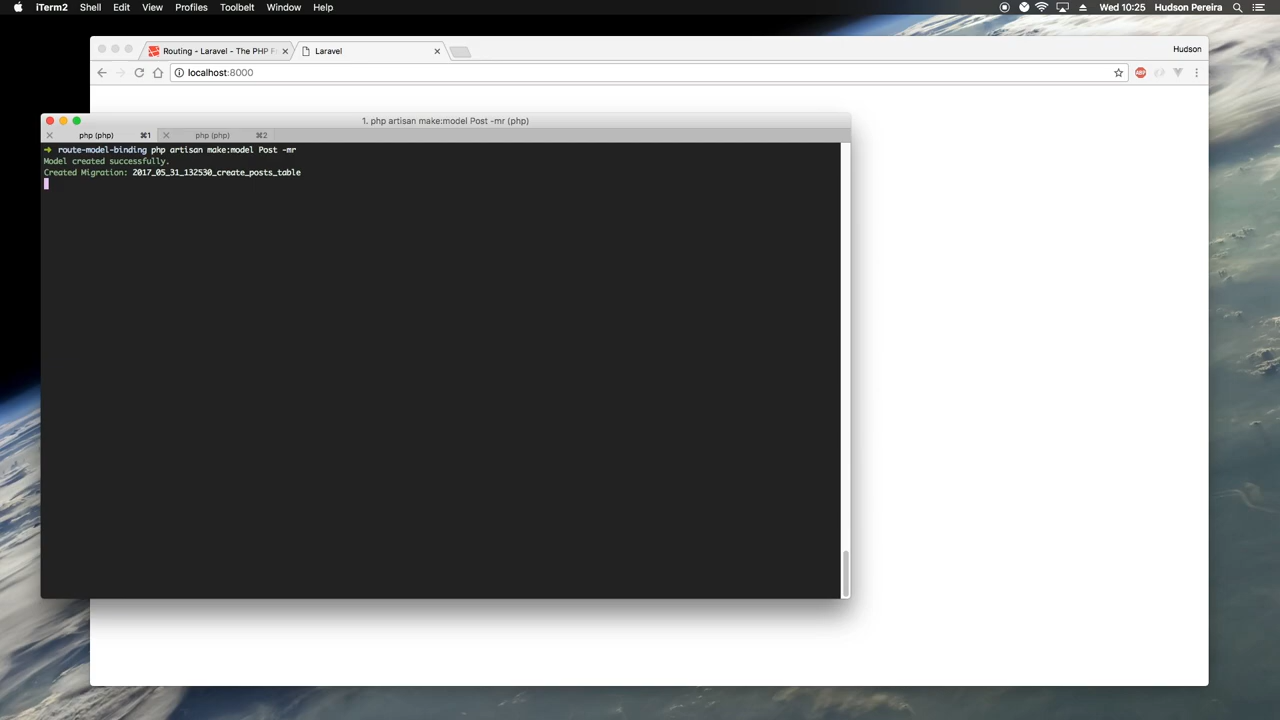 iTerm2 Shell Edit View Profiles Toolbelt Window Help Wed 10:25 Hudson Pereira
Routing - Laravel - The PHP F Laravel Hudson
localhost:8000
ABP
1. php artisan make:model Post -mr (php)
php (php) ⌘1 php (php) ⌘2
➜ route-model-binding php artisan make:model Post -mr
Model created successfully.
Created Migration: 2017_05_31_132530_create_posts_table